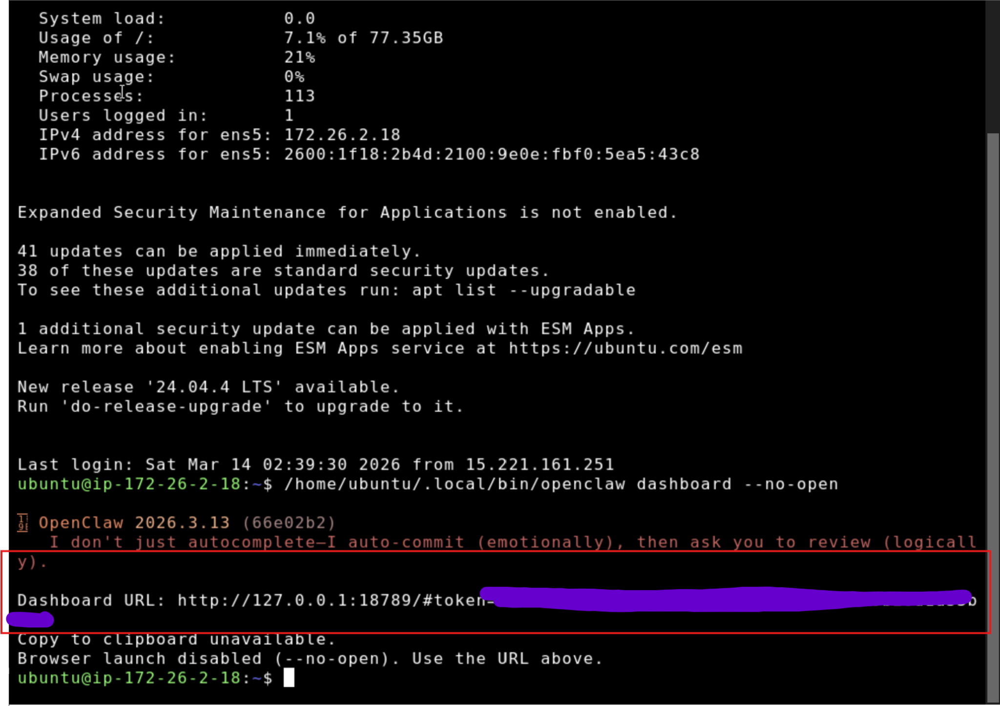 System load: 0.0
Usage of /: 7.1% of 77.35GB
Memory usage: 21%
Swap usage: 0%
Processes: 113
Users logged in: 1
IPv4 address for ens5: 172.26.2.18
IPv6 address for ens5: 2600:1f18:2b4d:2100:9e0e:fbf0:5ea5:43c8
Expanded Security Maintenance for Applications is not enabled.
41 updates can be applied immediately.
38 of these updates are standard security updates.
To see these additional updates run: apt list --upgradable
1 additional security update can be applied with ESM Apps.
Learn more about enabling ESM Apps service at https://ubuntu.com/esm
New release '24.04.4 LTS' available.
Run 'do-release-upgrade' to upgrade to it.
Last login: Sat Mar 14 02:39:30 2026 from 15.221.161.251
ubuntu@ip-172-26-2-18:~$ /home/ubuntu/.local/bin/openclaw dashboard --no-open
OpenClaw 2026.3.13 (66e02b2)
I don't just autocomplete—I auto-commit (emotionally), then ask you to review (logicall
y).
Dashboard URL: http://127.0.0.1:18789/#token=
Copy to clipboard unavailable.
Browser launch disabled (--no-open). Use the URL above.
ubuntu@ip-172-26-2-18:~$